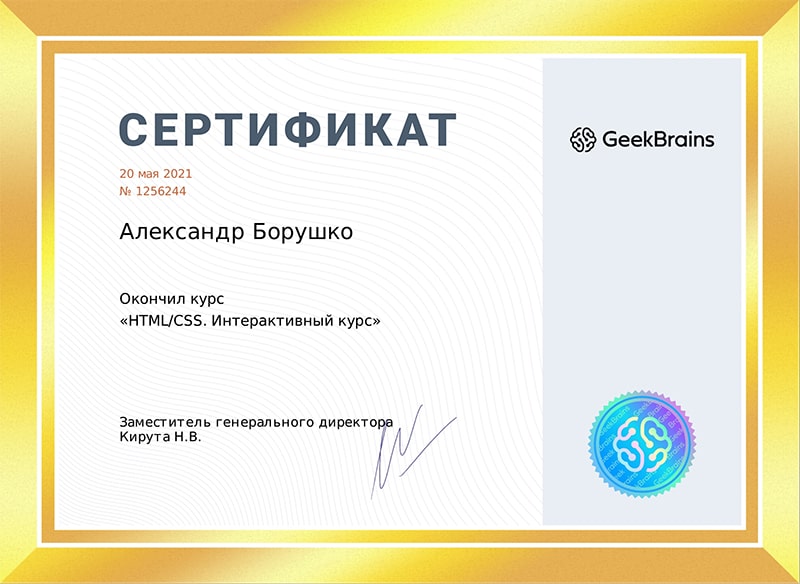 СЕРТИФИКАТ
20 мая 2021
№ 1256244
Александр Борушко
Окончил курс
«HTML/CSS. Интерактивный курс»
Заместитель генерального директора
Кирута Н.В.
GeekBrains